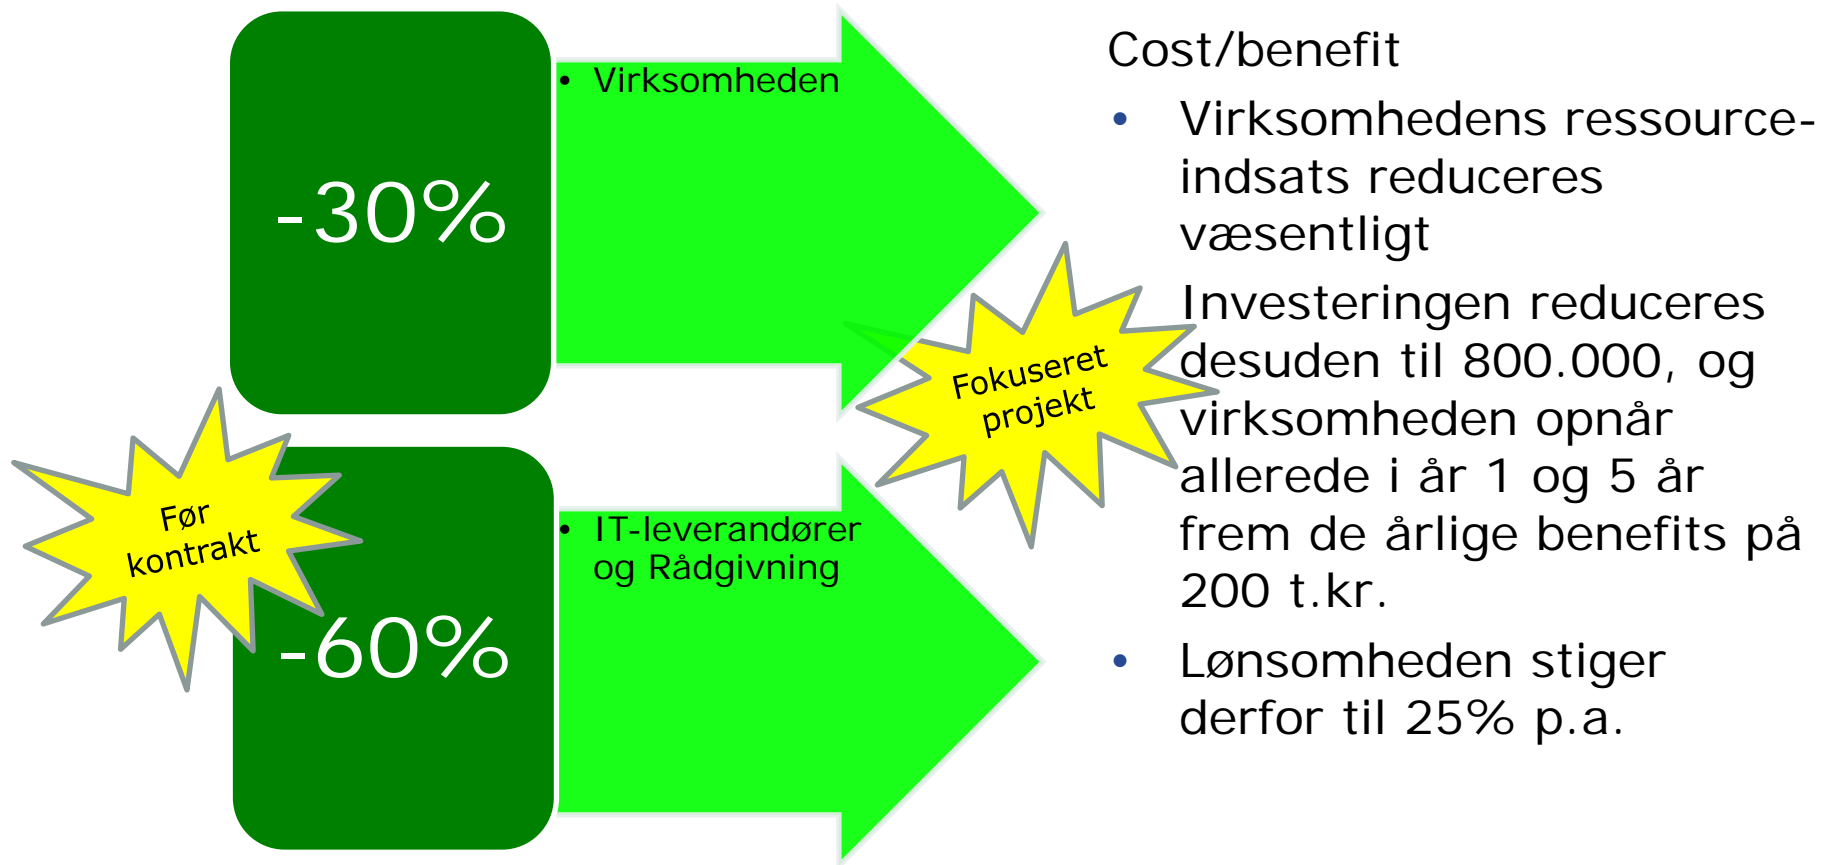 -30%
• Virksomheden
Før
kontrakt
-60%
• IT-leverandører
og Rådgivning
Fokuseret
projekt
Cost/benefit
• Virksomhedens ressource-
indsats reduceres
væsentligt
Investeringen reduceres
desuden til 800.000, og
virksomheden opnår
allerede i år 1 og 5 år
frem de årlige benefits på
200 t.kr.
• Lønsomheden stiger
derfor til 25% p.a.